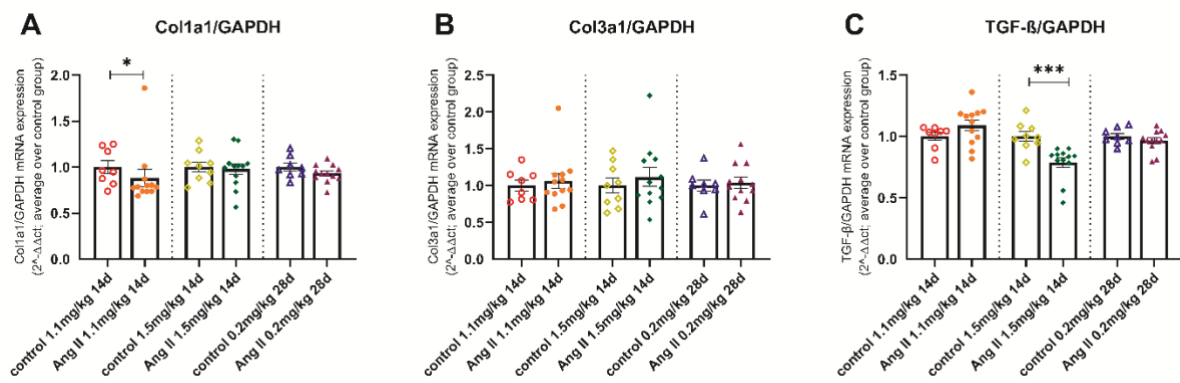 A
Col1a1/GAPDH
Col1a1/GAPDH mRNA expression
(2^-ΔΔct; average over control group)
2.0
1.5
1.0
0.5
0.0
*
control 1.1mg/kg 14d
Ang II 1.1mg/kg 14d
control 1.5mg/kg 14d
Ang II 1.5mg/kg 14d
control 0.2mg/kg 28d
Ang II 0.2mg/kg 28d
B
Col3a1/GAPDH
Col3a1/GAPDH mRNA expression
(2^-ΔΔct; average over control group)
2.5
2.0
1.5
1.0
0.5
0.0
control 1.1mg/kg 14d
Ang II 1.1mg/kg 14d
control 1.5mg/kg 14d
Ang II 1.5mg/kg 14d
control 0.2mg/kg 28d
Ang II 0.2mg/kg 28d
C
TGF-ß/GAPDH
TGF-β/GAPDH mRNA expression
(2^-ΔΔct; average over control group)
1.5
1.0
0.5
0.0
***
control 1.1mg/kg 14d
Ang II 1.1mg/kg 14d
control 1.5mg/kg 14d
Ang II 1.5mg/kg 14d
control 0.2mg/kg 28d
Ang II 0.2mg/kg 28d